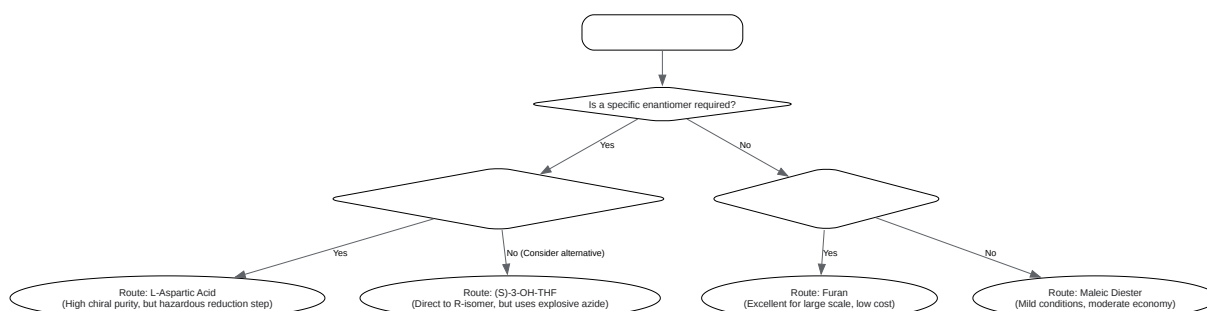 Is a specific enantiomer required?
Yes
No
Yes
No (Consider alternative)
Yes
No
Route: L-Aspartic Acid
(High chiral purity, but hazardous reduction step)
Route: (S)-3-OH-THF
(Direct to R-isomer, but uses explosive azide)
Route: Furan
(Excellent for large scale, low cost)
Route: Maleic Diester
(Mild conditions, moderate economy)